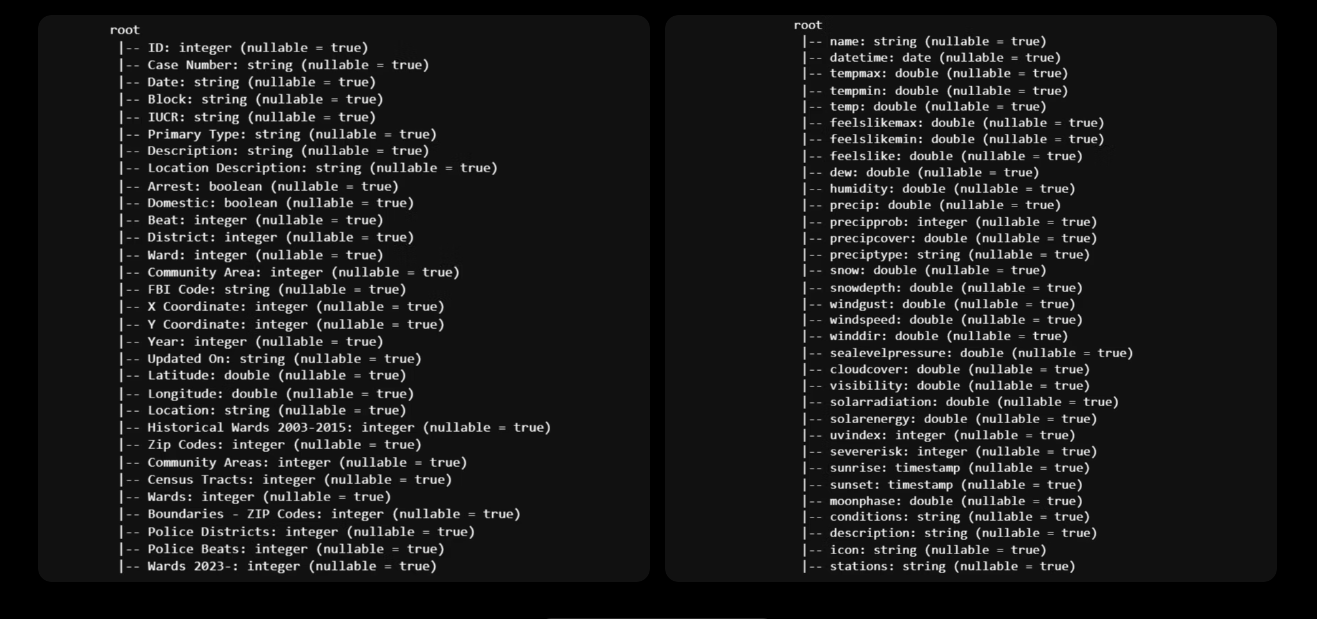 root
|-- ID: integer (nullable = true)
|-- Case Number: string (nullable = true)
|-- Date: string (nullable = true)
|-- Block: string (nullable = true)
|-- IUCR: string (nullable = true)
|-- Primary Type: string (nullable = true)
|-- Description: string (nullable = true)
|-- Location Description: string (nullable = true)
|-- Arrest: boolean (nullable = true)
|-- Domestic: boolean (nullable = true)
|-- Beat: integer (nullable = true)
|-- District: integer (nullable = true)
|-- Ward: integer (nullable = true)
|-- Community Area: integer (nullable = true)
|-- FBI Code: string (nullable = true)
|-- X Coordinate: integer (nullable = true)
|-- Y Coordinate: integer (nullable = true)
|-- Year: integer (nullable = true)
|-- Updated On: string (nullable = true)
|-- Latitude: double (nullable = true)
|-- Longitude: double (nullable = true)
|-- Location: string (nullable = true)
|-- Historical Wards 2003-2015: integer (nullable = true)
|-- Zip Codes: integer (nullable = true)
|-- Community Areas: integer (nullable = true)
|-- Census Tracts: integer (nullable = true)
|-- Wards: integer (nullable = true)
|-- Boundaries - ZIP Codes: integer (nullable = true)
|-- Police Districts: integer (nullable = true)
|-- Police Beats: integer (nullable = true)
|-- Wards 2023-: integer (nullable = true)
root
|-- name: string (nullable = true)
|-- datetime: date (nullable = true)
|-- tempmax: double (nullable = true)
|-- tempmin: double (nullable = true)
|-- temp: double (nullable = true)
|-- feelslikemax: double (nullable = true)
|-- feelslikemin: double (nullable = true)
|-- feelslike: double (nullable = true)
|-- dew: double (nullable = true)
|-- humidity: double (nullable = true)
|-- precip: double (nullable = true)
|-- precipprob: integer (nullable = true)
|-- precipcover: double (nullable = true)
|-- preciptype: string (nullable = true)
|-- snow: double (nullable = true)
|-- snowdepth: double (nullable = true)
|-- windgust: double (nullable = true)
|-- windspeed: double (nullable = true)
|-- winddir: double (nullable = true)
|-- sealevelpressure: double (nullable = true)
|-- cloudcover: double (nullable = true)
|-- visibility: double (nullable = true)
|-- solarradiation: double (nullable = true)
|-- solarenergy: double (nullable = true)
|-- uvindex: integer (nullable = true)
|-- severerisk: integer (nullable = true)
|-- sunrise: timestamp (nullable = true)
|-- sunset: timestamp (nullable = true)
|-- moonphase: double (nullable = true)
|-- conditions: string (nullable = true)
|-- description: string (nullable = true)
|-- icon: string (nullable = true)
|-- stations: string (nullable = true)